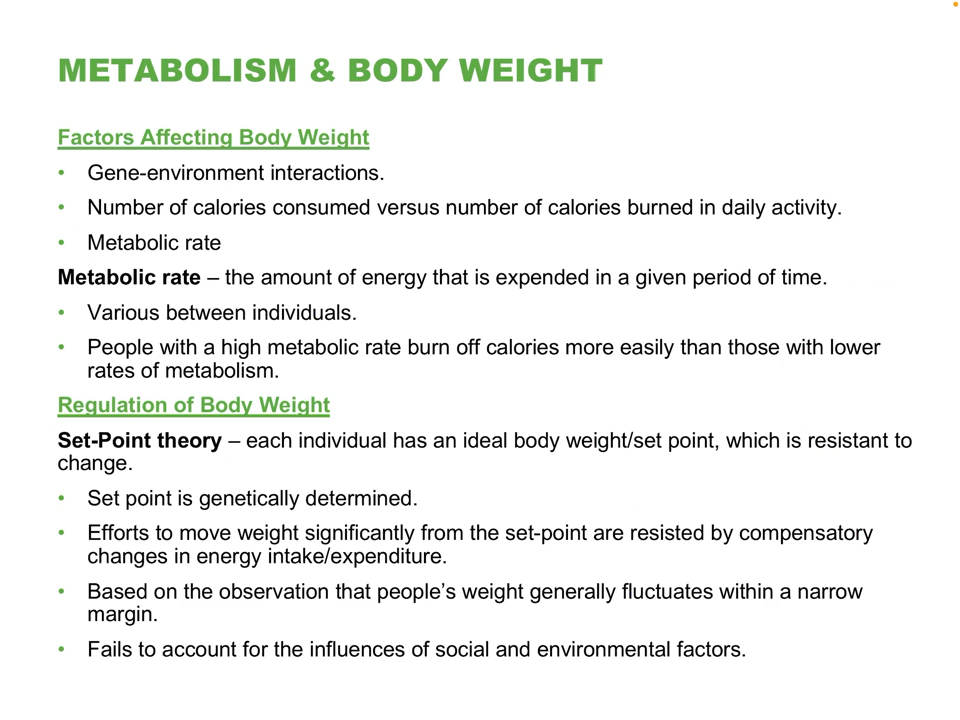 METABOLISM & BODY WEIGHT
Factors Affecting Body Weight
• Gene-environment interactions.
• Number of calories consumed versus number of calories burned in daily activity.
• Metabolic rate
Metabolic rate – the amount of energy that is expended in a given period of time.
• Various between individuals.
• People with a high metabolic rate burn off calories more easily than those with lower
rates of metabolism.
Regulation of Body Weight
Set-Point theory – each individual has an ideal body weight/set point, which is resistant to
change.
• Set point is genetically determined.
• Efforts to move weight significantly from the set-point are resisted by compensatory
changes in energy intake/expenditure.
• Based on the observation that people’s weight generally fluctuates within a narrow
margin.
• Fails to account for the influences of social and environmental factors.